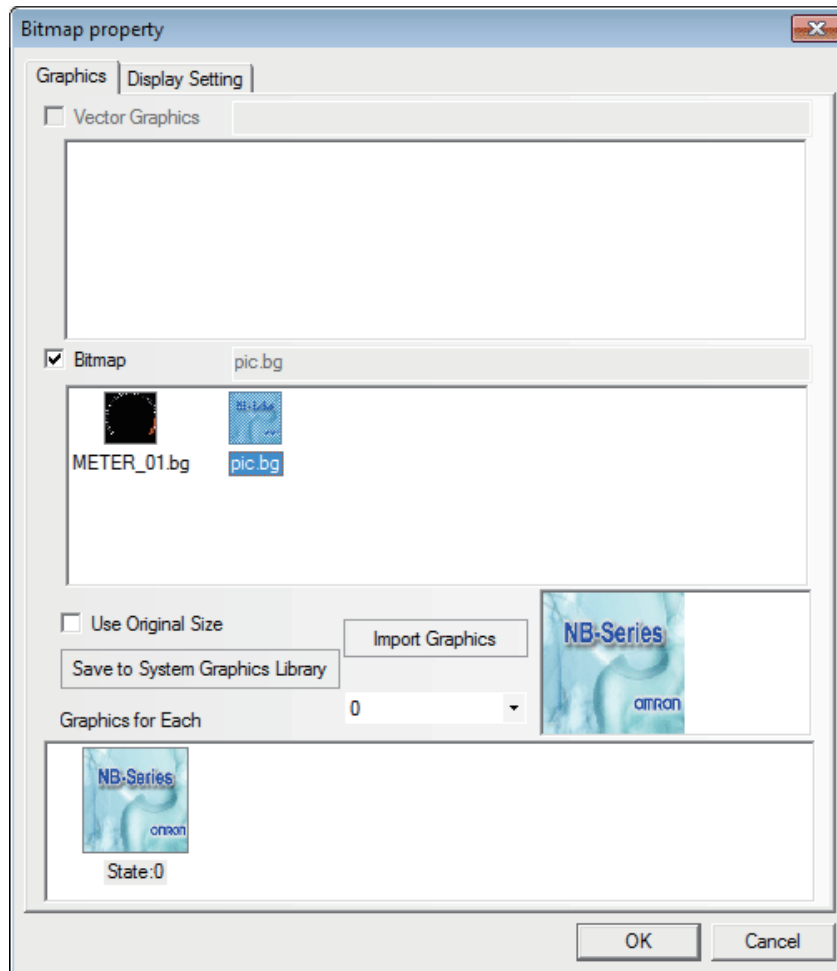 Bitmap property
Graphics
Display Setting
Vector Graphics
Bitmap
pic.bg
METER_01.bg
pic.bg
Use Original Size
Import Graphics
Save to System Graphics Library
0
NB-Series
OMRON
Graphics for Each
NB-Series
OMRON
State:0
OK
Cancel